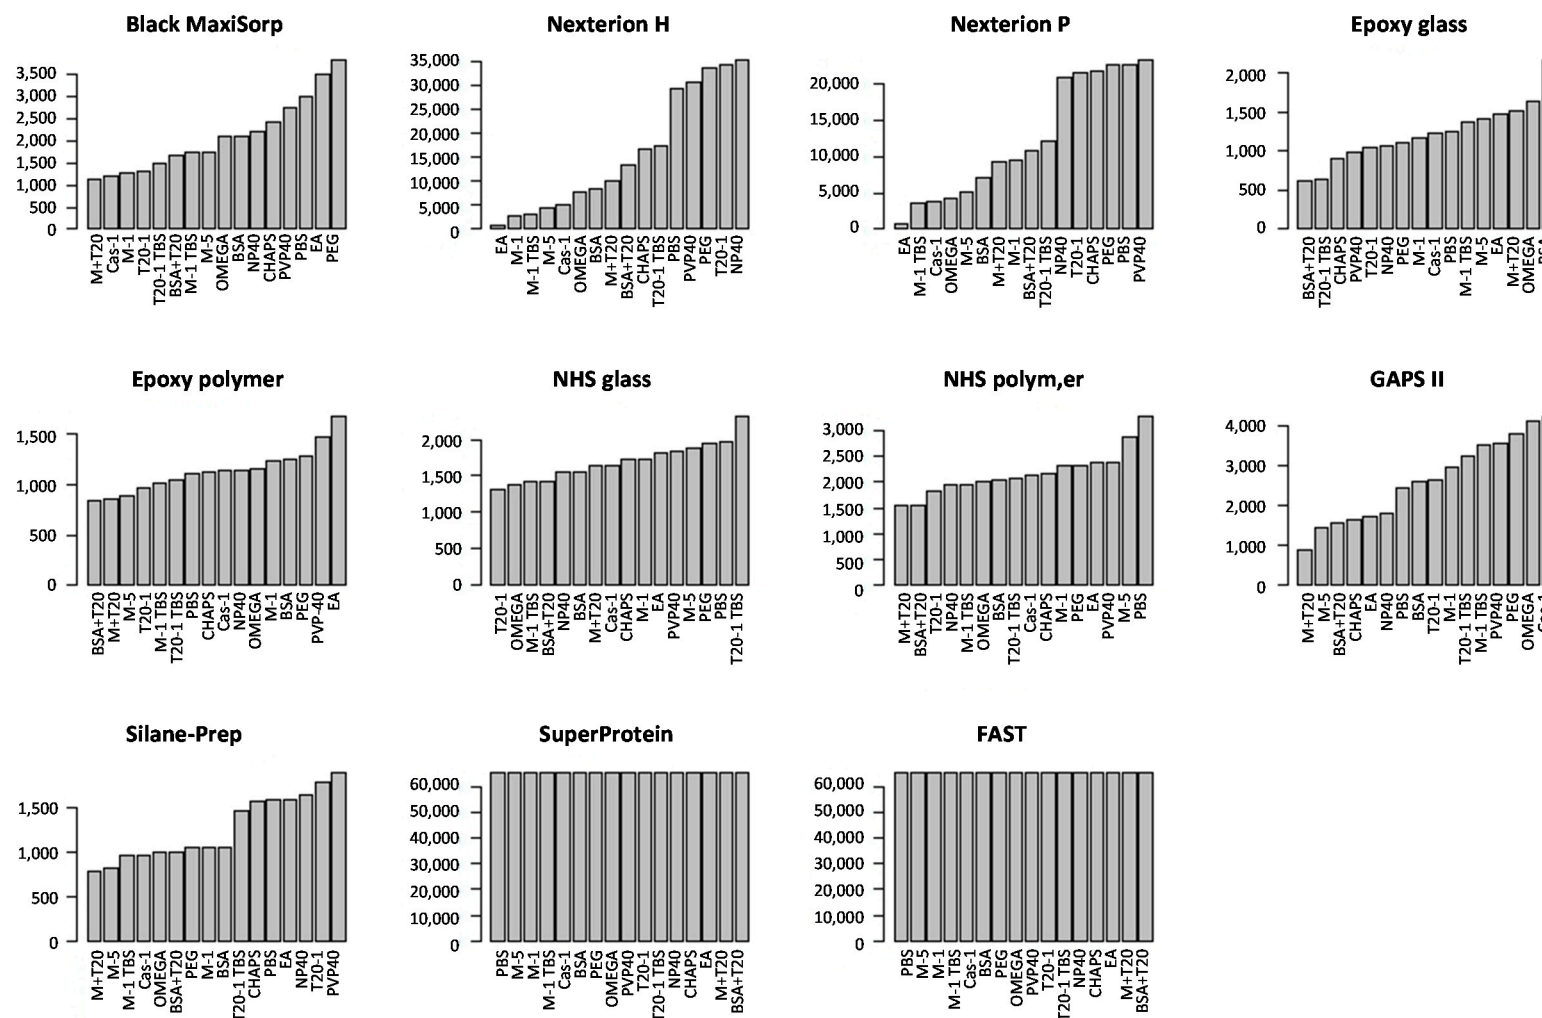 Black MaxiSorp
3,500
3,000
2,500
2,000
1,500
1,000
500
0
M+T20
Cas-1
M-1
T20-1
T20-1 TBS
BSA+T20
M-1 TBS
M-5
OMEGA
BSA
NP40
CHAPS
PVP40
PBS
EA
PEG
Nexterion H
35,000
30,000
25,000
20,000
15,000
10,000
5,000
0
EA
M-1
M-1 TBS
M-5
Cas-1
OMEGA
BSA
M+T20
BSA+T20
CHAPS
T20-1 TBS
PBS
PVP40
PEG
T20-1
NP40
Nexterion P
20,000
15,000
10,000
5,000
0
EA
M-1 TBS
Cas-1
OMEGA
M-5
BSA
M+T20
M-1
BSA+T20
T20-1 TBS
NP40
T20-1
CHAPS
PEG
PBS
PVP40
Epoxy glass
2,000
1,500
1,000
500
0
BSA+T20
T20-1 TBS
CHAPS
PVP40
T20-1
NP40
PEG
M-1
Cas-1
PBS
M-1 TBS
M-5
EA
M+T20
OMEGA
Epoxy polymer
1,500
1,000
500
0
BSA+T20
M+T20
M-5
T20-1
M-1 TBS
T20-1 TBS
PBS
CHAPS
Cas-1
NP40
OMEGA
M-1
BSA
PEG
PVP-40
EA
NHS glass
2,000
1,500
1,000
500
0
T20-1
OMEGA
M-1 TBS
BSA+T20
NP40
BSA
M+T20
Cas-1
CHAPS
M-1
EA
PVP40
M-5
PEG
PBS
T20-1 TBS
NHS polym,er
3,000
2,500
2,000
1,500
1,000
500
0
M+T20
BSA+T20
T20-1
NP40
M-1 TBS
OMEGA
BSA
T20-1 TBS
Cas-1
CHAPS
M-1
PEG
EA
PVP40
M-5
PBS
GAPS II
4,000
3,000
2,000
1,000
0
M+T20
M-5
BSA+T20
CHAPS
EA
NP40
PBS
BSA
T20-1
M-1
T20-1 TBS
M-1 TBS
PVP40
PEG
OMEGA
Silane-Prep
1,500
1,000
500
0
M+T20
M-5
M-1 TBS
Cas-1
OMEGA
BSA+T20
PEG
M-1
BSA
T20-1 TBS
CHAPS
PBS
EA
NP40
T20-1
PVP40
SuperProtein
60,000
50,000
40,000
30,000
20,000
10,000
0
PBS
M-5
M-1
M-1 TBS
Cas-1
BSA
PEG
OMEGA
PVP40
T20-1
T20-1 TBS
NP40
CHAPS
EA
M+T20
BSA+T20
FAST
60,000
50,000
40,000
30,000
20,000
10,000
0
PBS
M-5
M-1
M-1 TBS
Cas-1
BSA
PEG
OMEGA
PVP40
T20-1
T20-1 TBS
NP40
CHAPS
EA
M+T20
BSA+T20